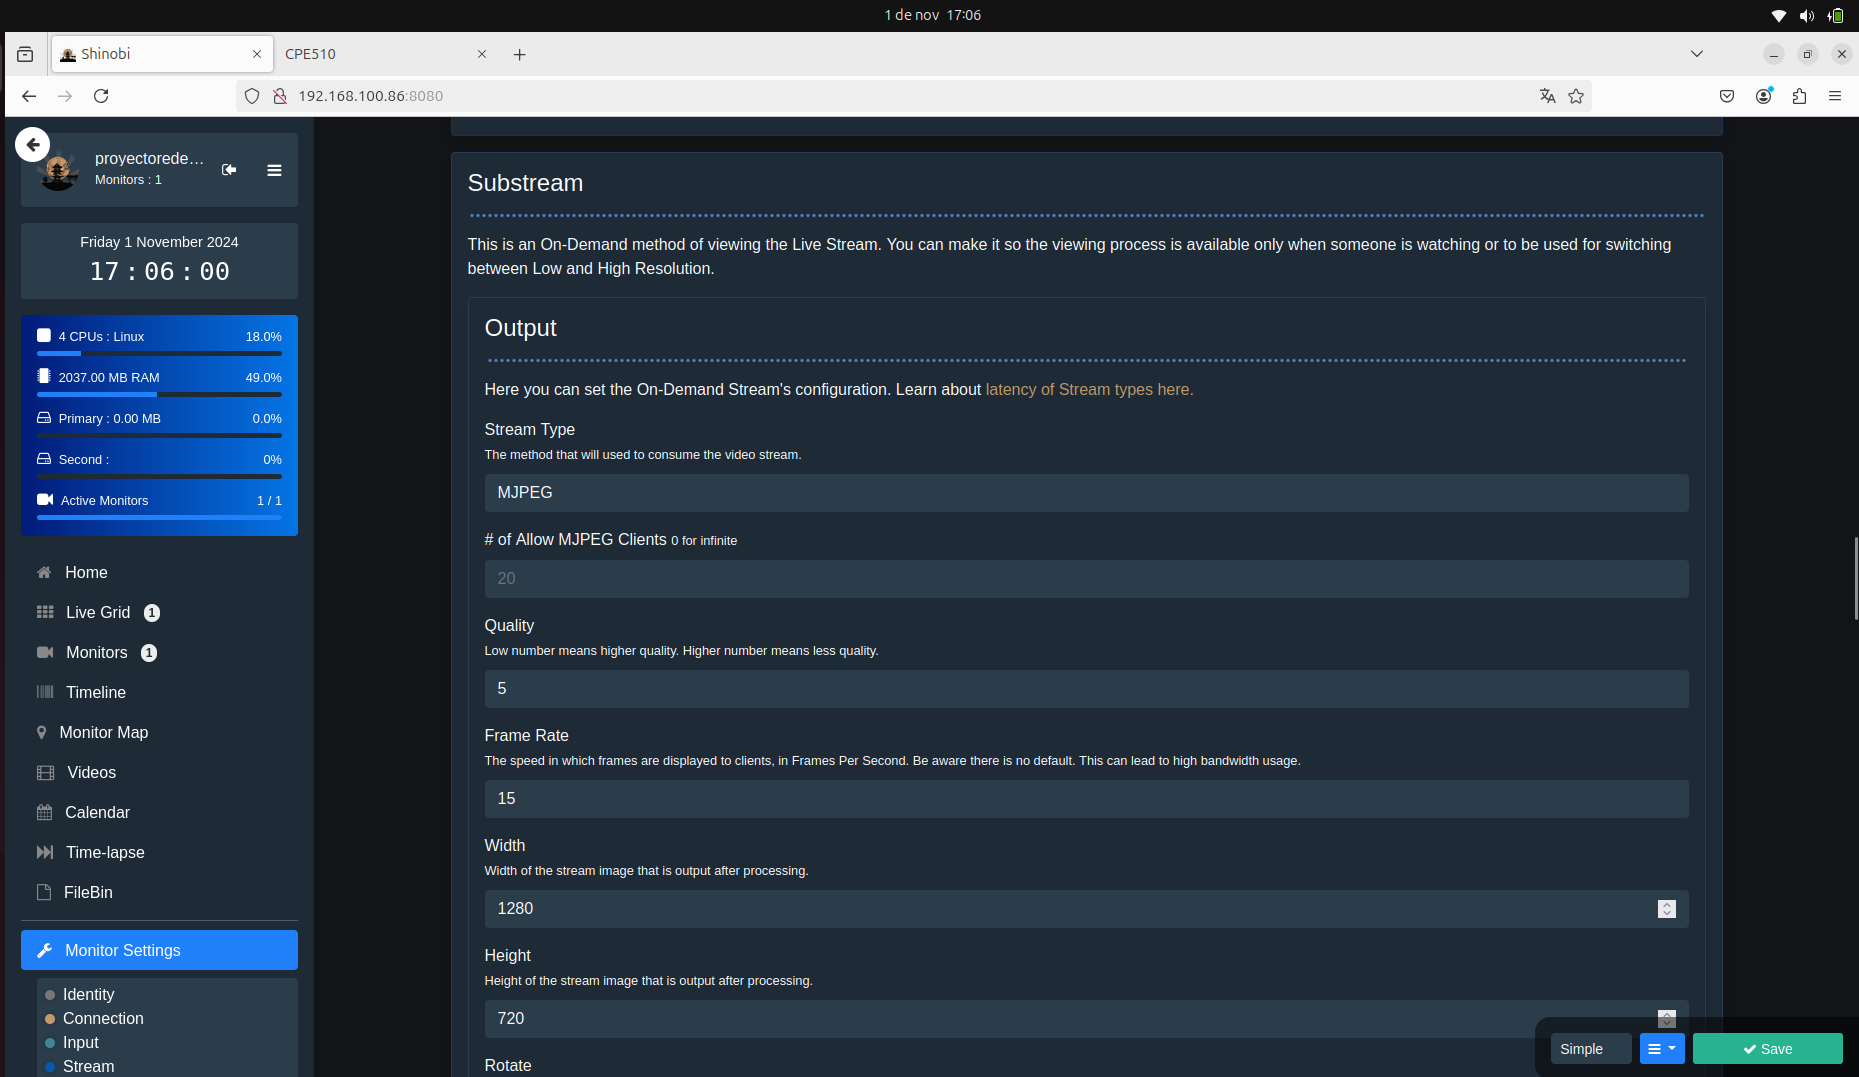 1 de nov 17:06
Shinobi
CPE510
192.168.100.86:8080
proyectorede...
Monitors : 1
Friday 1 November 2024
17 : 06 : 00
4 CPUs : Linux 18.0%
2037.00 MB RAM 49.0%
Primary : 0.00 MB 0.0%
Second : 0%
Active Monitors 1 / 1
Home
Live Grid 1
Monitors 1
Timeline
Monitor Map
Videos
Calendar
Time-lapse
FileBin
Monitor Settings
Identity
Connection
Input
Stream
Substream
This is an On-Demand method of viewing the Live Stream. You can make it so the viewing process is available only when someone is watching or to be used for switching
between Low and High Resolution.
Output
Here you can set the On-Demand Stream's configuration. Learn about latency of Stream types here.
Stream Type
The method that will used to consume the video stream.
MJPEG
# of Allow MJPEG Clients 0 for infinite
20
Quality
Low number means higher quality. Higher number means less quality.
5
Frame Rate
The speed in which frames are displayed to clients, in Frames Per Second. Be aware there is no default. This can lead to high bandwidth usage.
15
Width
Width of the stream image that is output after processing.
1280
Height
Height of the stream image that is output after processing.
720
Rotate
Simple
Save